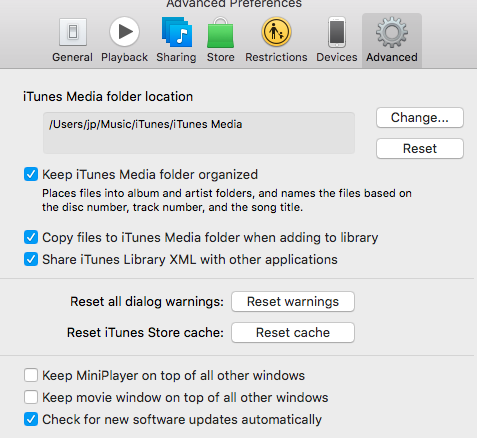 Advanced Preferences
General Playback Sharing Store Restrictions Devices Advanced
iTunes Media folder location
/Users/jp/Music/iTunes/iTunes Media
Change...
Reset
Keep iTunes Media folder organized
Places files into album and artist folders, and names the files based on
the disc number, track number, and the song title.
Copy files to iTunes Media folder when adding to library
Share iTunes Library XML with other applications
Reset all dialog warnings: Reset warnings
Reset iTunes Store cache: Reset cache
Keep MiniPlayer on top of all other windows
Keep movie window on top of all other windows
Check for new software updates automatically